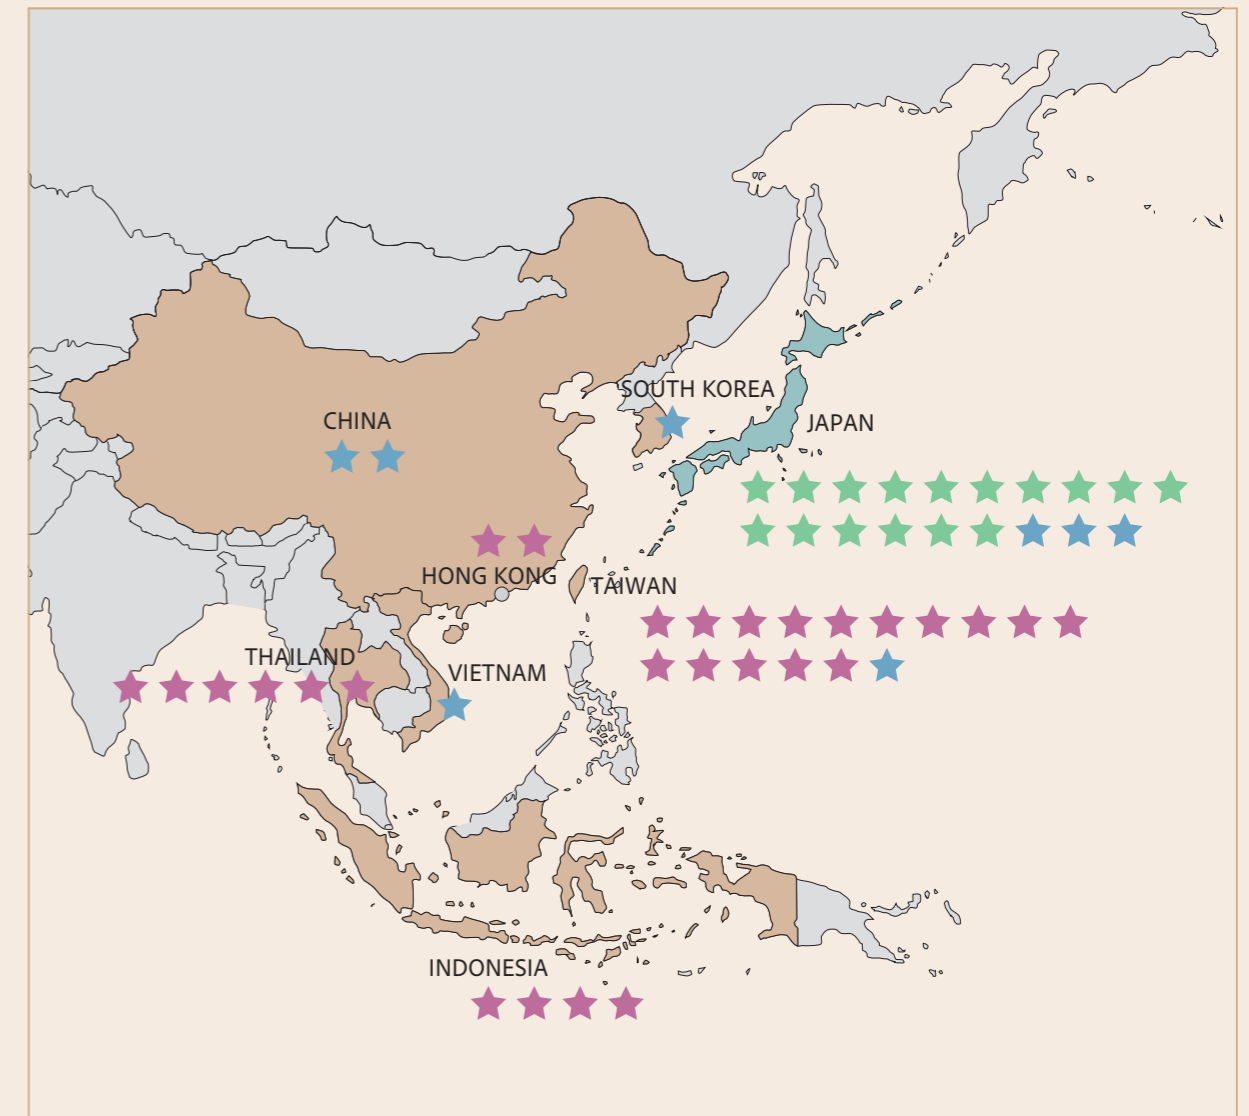 SOUTH KOREA
CHINA
JAPAN
HONG KONG
TAIWAN
THAILAND
VIETNAM
INDONESIA